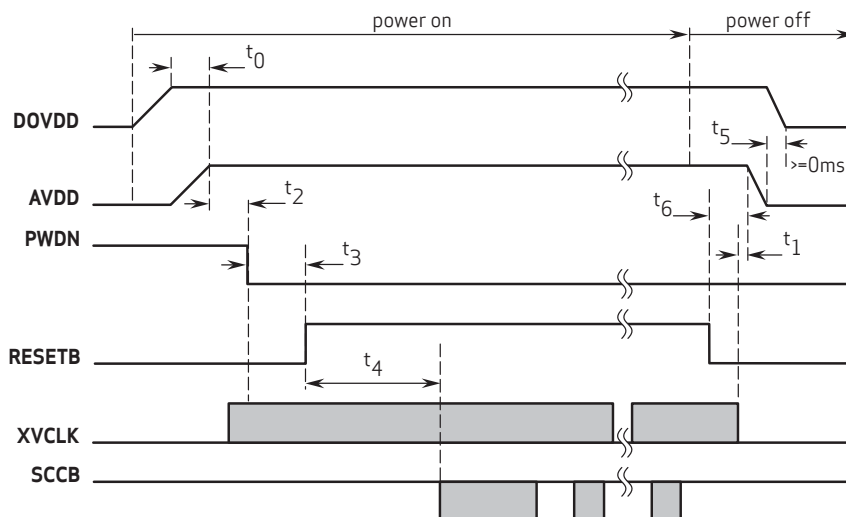 power on
power off
t0
DOVDD
t5
>=0ms
t2
AVDD
t6
PWDN
t3
t1
RESETB
t4
XVCLK
SCCB